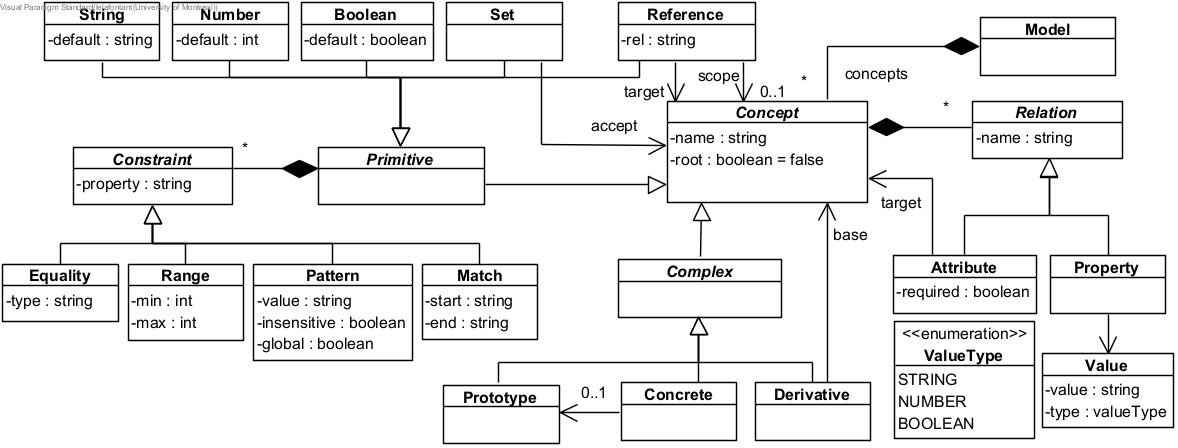 Visual Paradigm Standard(lelafontant(University of Montreal))
String
-default : string
Number
-default : int
Boolean
-default : boolean
Set
Reference
-rel : string
Model
target
scope
0..1
*
concepts
accept
Concept
-name : string
-root : boolean = false
*
Relation
-name : string
Constraint
-property : string
*
Primitive
target
base
Equality
-type : string
Range
-min : int
-max : int
Pattern
-value : string
-insensitive : boolean
-global : boolean
Match
-start : string
-end : string
Complex
Attribute
-required : boolean
Property
<<enumeration>>
ValueType
STRING
NUMBER
BOOLEAN
Value
-value : string
-type : valueType
Prototype
0..1
Concrete
Derivative